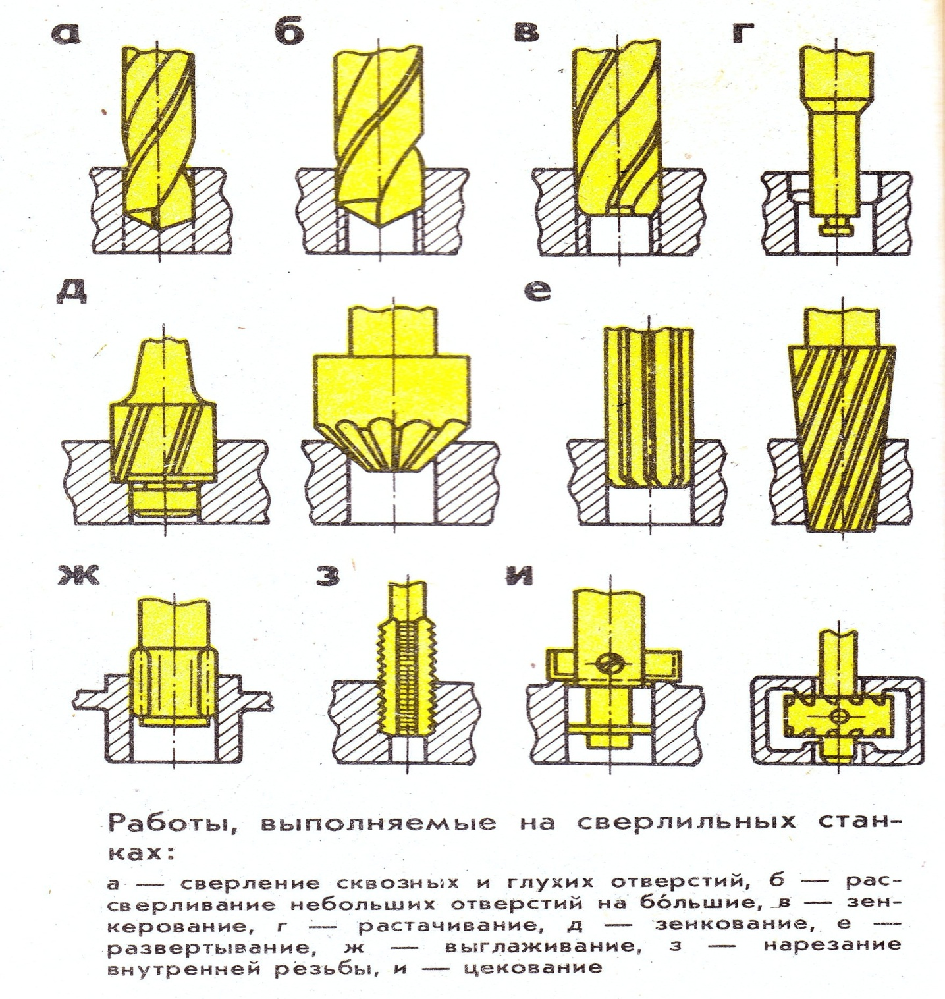 а б в г
д е
ж з и
Работы, выполняемые на сверлильных стан-
ках:
а — сверление сквозных и глухих отверстий, б — рас-
сверливание небольших отверстий на бо́льшие, в — зен-
керование, г — растачивание, д — зенкование, е —
развертывание, ж — выглаживание, з — нарезание
внутренней резьбы, и — цекование